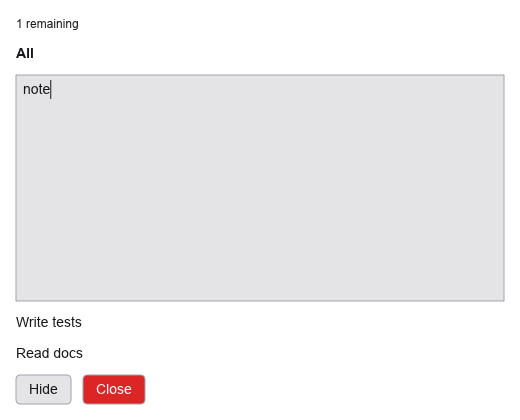 1 remaining
All
note
Write tests
Read docs
Hide Close